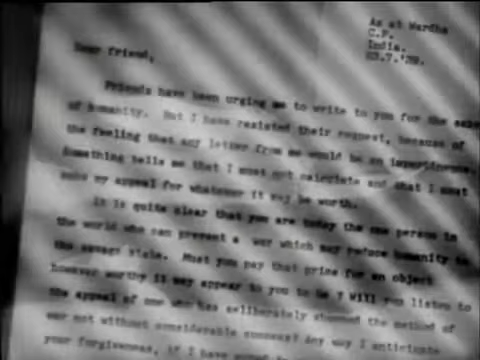 As at Wardha
C.P.
India.
23.7.'39.
Dear friend,
Friends have been urging me to write to you for the sake
of humanity. But I have resisted their request, because of
the feeling that any letter from me would be an impertinence.
Something tells me that I must not calculate and that I must
make my appeal for whatever it may be worth.
It is quite clear that you are today the one person in
the world who can prevent a war which may reduce humanity to
the savage state. Must you pay that price for an object
however worthy it may appear to you to be ? Will you listen to
the appeal of one who has deliberately shunned the method of
war not without considerable success? Any way I anticipate
your forgiveness, if I have erred